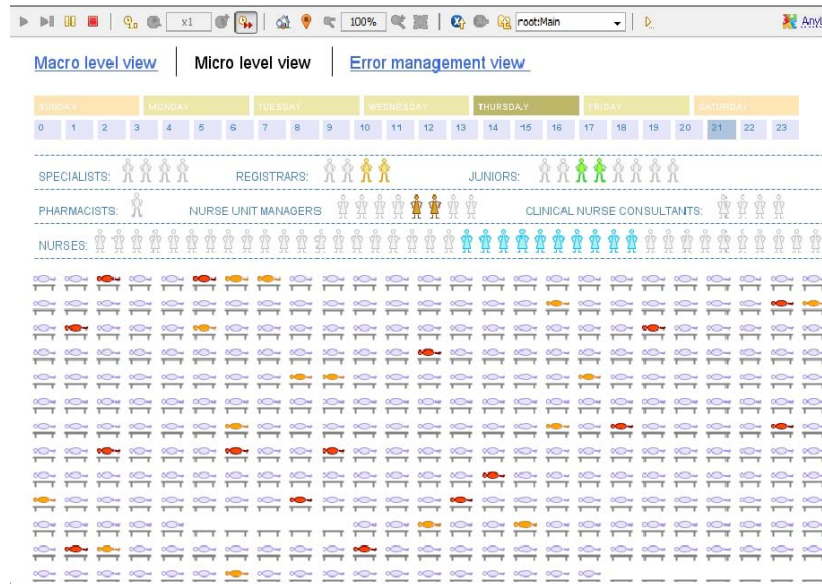 x1 100% root:Main Anyl
Macro level view Micro level view Error management view
SUNDAY MONDAY TUESDAY WEDNESDAY THURSDAY FRIDAY SATURDAY
0 1 2 3 4 5 6 7 8 9 10 11 12 13 14 15 16 17 18 19 20 21 22 23
SPECIALISTS: REGISTRARS: JUNIORS:
PHARMACISTS: NURSE UNIT MANAGERS CLINICAL NURSE CONSULTANTS:
NURSES: